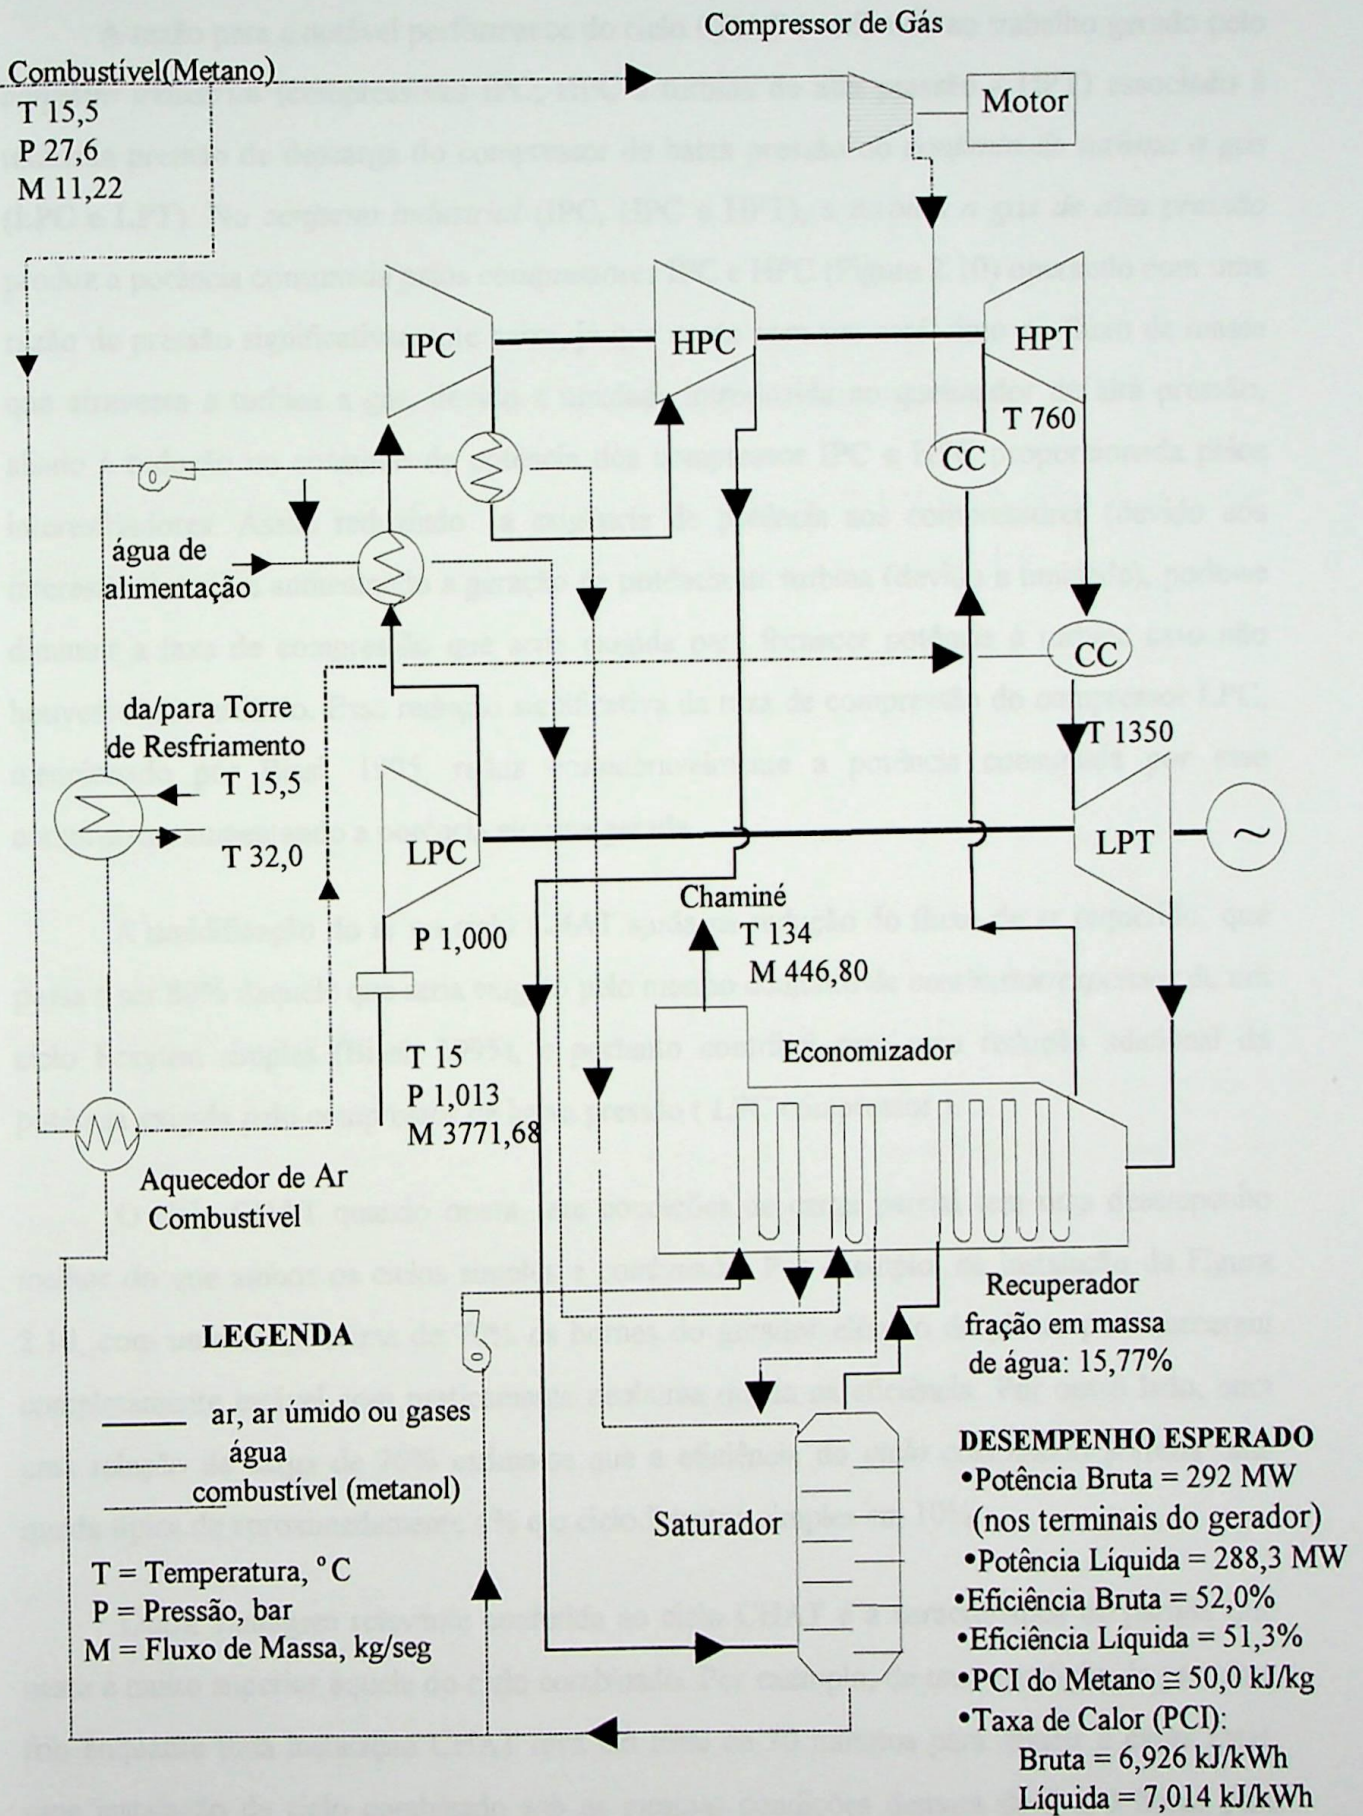 Compressor de Gás
Combustível(Metano)
T 15,5
P 27,6
M 11,22
Motor
IPC
HPC
HPT
T 760
CC
água de
alimentação
CC
da/para Torre
de Resfriamento
T 15,5
T 32,0
T 1350
LPC
LPT
~
Chaminé
T 134
M 446,80
P 1,000
T 15
P 1,013
M 3771,68
Economizador
Aquecedor de Ar
Combustível
Recuperador
fração em massa
de água: 15,77%
LEGENDA
ar, ar úmido ou gases
água
combustível (metanol)
T = Temperatura, °C
P = Pressão, bar
M = Fluxo de Massa, kg/seg
Saturador
DESEMPENHO ESPERADO
•Potência Bruta = 292 MW
(nos terminais do gerador)
•Potência Líquida = 288,3 MW
•Eficiência Bruta = 52,0%
•Eficiência Líquida = 51,3%
•PCI do Metano ≅ 50,0 kJ/kg
•Taxa de Calor (PCI):
Bruta = 6,926 kJ/kWh
Líquida = 7,014 kJ/kWh